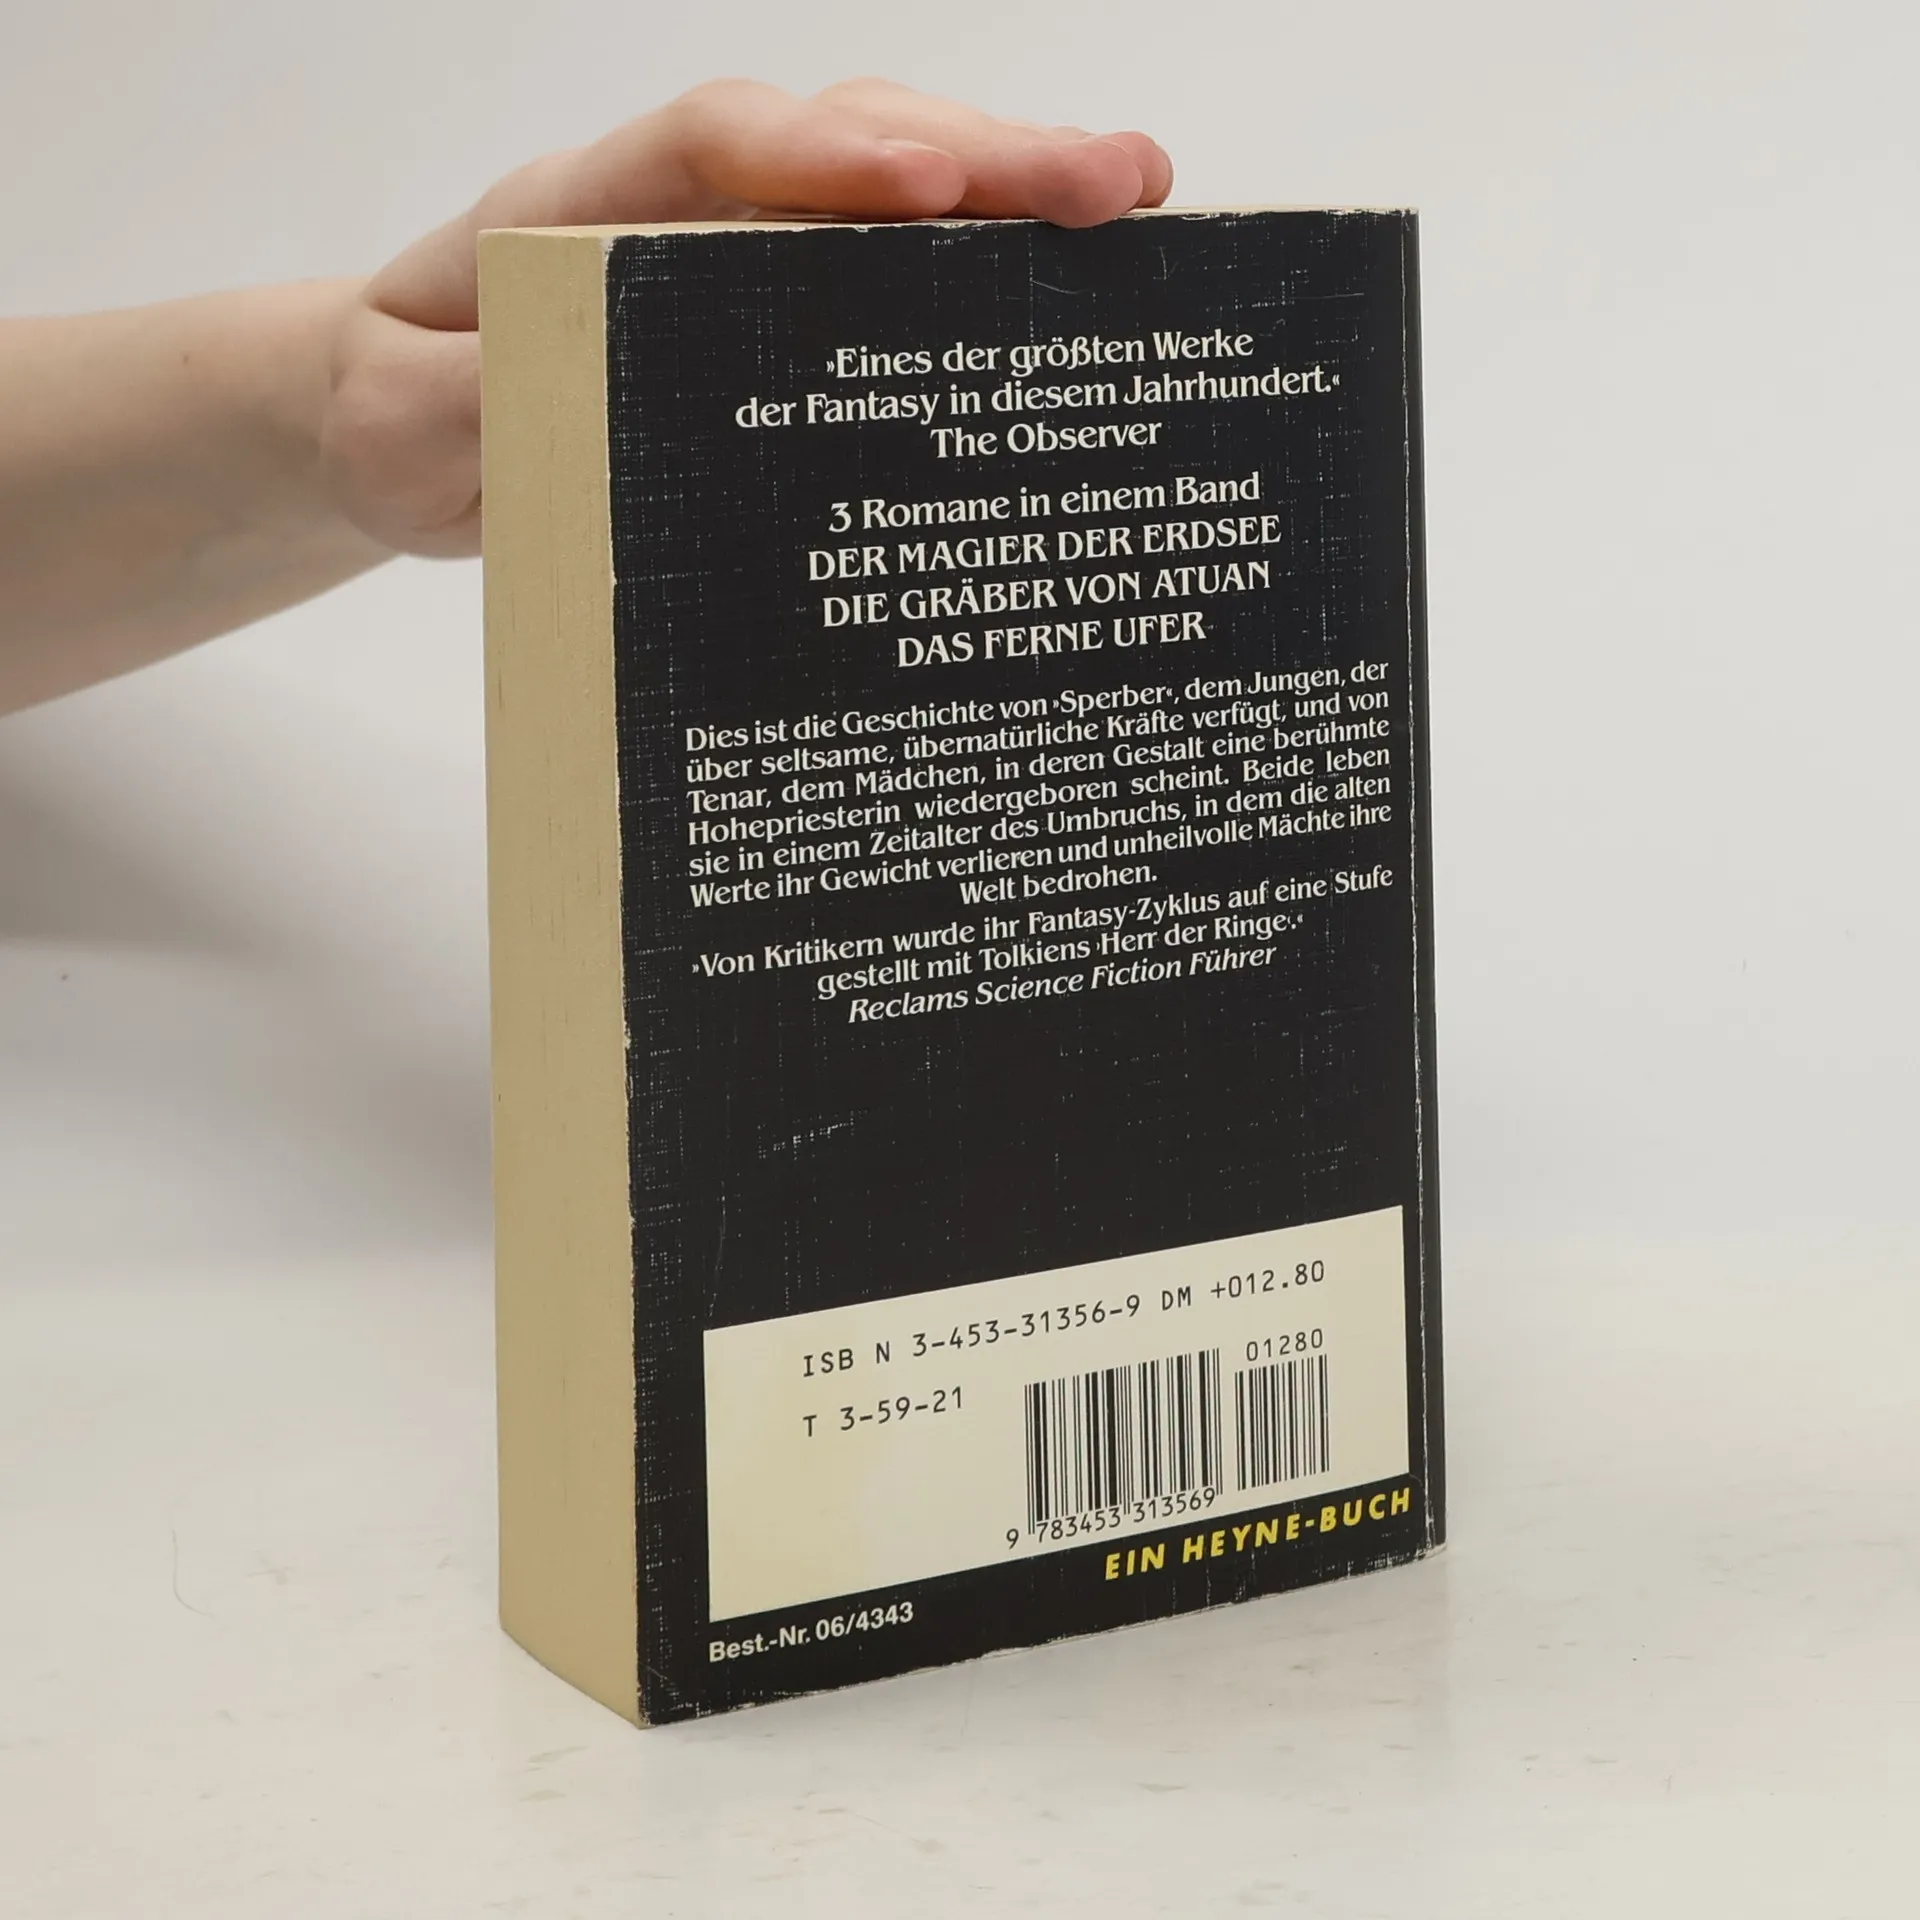 »Eines der größten Werke
der Fantasy in diesem Jahrhundert.«
The Observer
3 Romane in einem Band
DER MAGIER DER ERDSEE
DIE GRÄBER VON ATUAN
DAS FERNE UFER
Dies ist die Geschichte von »Sperber«, dem Jungen, der
über seltsame, übernatürliche Kräfte verfügt, und von
Tenar, dem Mädchen, in deren Gestalt eine berühmte
Hohepriesterin wiedergeboren scheint. Beide leben
sie in einem Zeitalter des Umbruchs, in dem die alten
Werte ihr Gewicht verlieren und unheilvolle Mächte ihre
Welt bedrohen.
»Von Kritikern wurde ihr Fantasy-Zyklus auf eine Stufe
gestellt mit Tolkiens ›Herr der Ringe‹.«
Reclams Science Fiction Führer
ISB N 3-453-31356-9 DM +012.80
T 3-59-21
01280
9 783453 313569
EIN HEYNE-BUCH
Best.-Nr. 06/4343